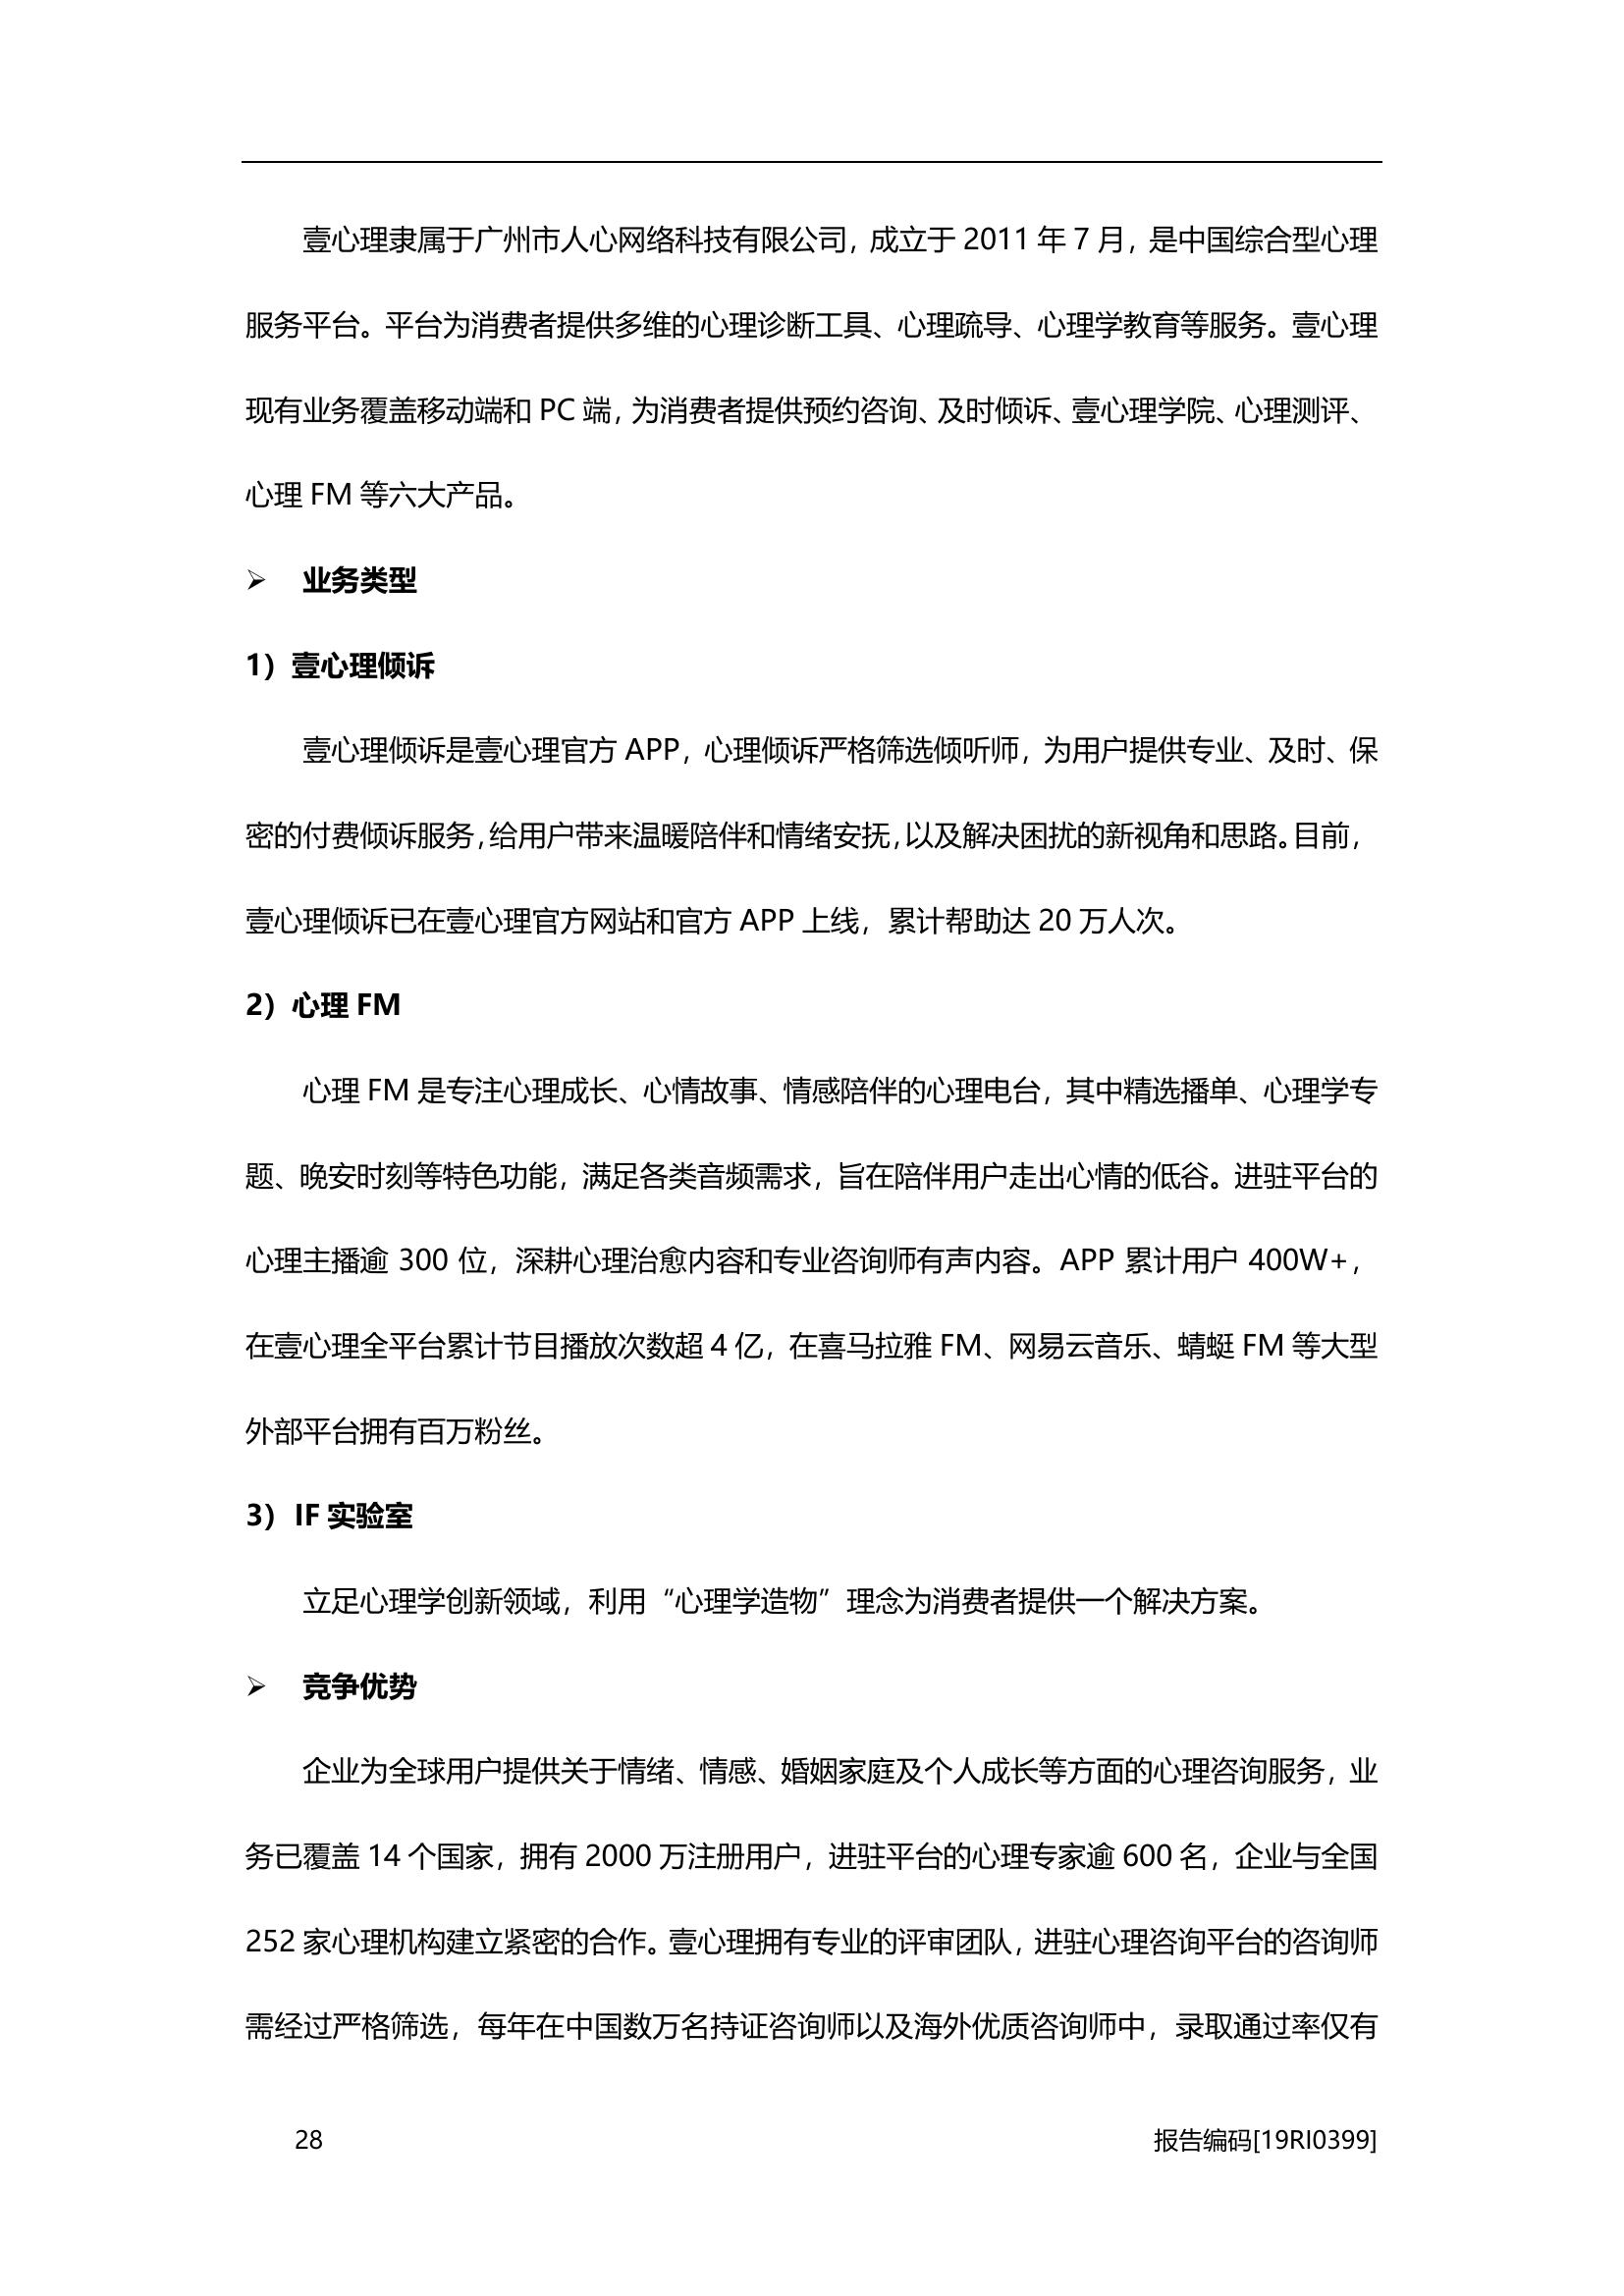 壹心理隶属于广州市人心网络科技有限公司，成立于 2011 年 7 月，是中国综合型心理
服务平台。平台为消费者提供多维的心理诊断工具、心理疏导、心理学教育等服务。壹心理
现有业务覆盖移动端和 PC 端，为消费者提供预约咨询、及时倾诉、壹心理学院、心理测评、
心理 FM 等六大产品。
➢ 业务类型
1）壹心理倾诉
壹心理倾诉是壹心理官方 APP，心理倾诉严格筛选倾听师，为用户提供专业、及时、保
密的付费倾诉服务，给用户带来温暖陪伴和情绪安抚，以及解决困扰的新视角和思路。目前，
壹心理倾诉已在壹心理官方网站和官方 APP 上线，累计帮助达 20 万人次。
2）心理 FM
心理 FM 是专注心理成长、心情故事、情感陪伴的心理电台，其中精选播单、心理学专
题、晚安时刻等特色功能，满足各类音频需求，旨在陪伴用户走出心情的低谷。进驻平台的
心理主播逾 300 位，深耕心理治愈内容和专业咨询师有声内容。APP 累计用户 400W+，
在壹心理全平台累计节目播放次数超 4 亿，在喜马拉雅 FM、网易云音乐、蜻蜓 FM 等大型
外部平台拥有百万粉丝。
3）IF 实验室
立足心理学创新领域，利用“心理学造物”理念为消费者提供一个解决方案。
➢ 竞争优势
企业为全球用户提供关于情绪、情感、婚姻家庭及个人成长等方面的心理咨询服务，业
务已覆盖 14 个国家，拥有 2000 万注册用户，进驻平台的心理专家逾 600 名，企业与全国
252 家心理机构建立紧密的合作。壹心理拥有专业的评审团队，进驻心理咨询平台的咨询师
需经过严格筛选，每年在中国数万名持证咨询师以及海外优质咨询师中，录取通过率仅有
28 报告编码[19RI0399]